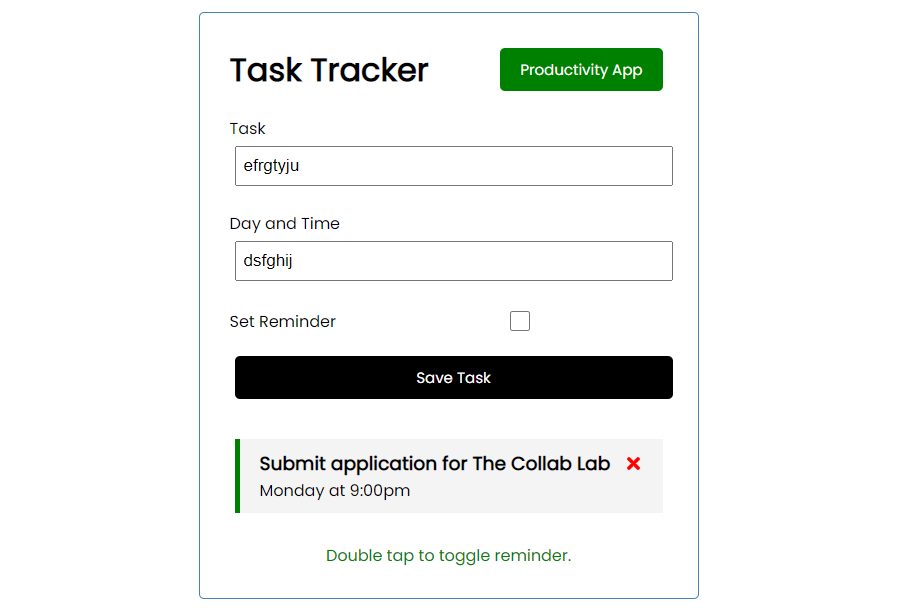 Task Tracker
Productivity App
Task
efrgtyju
Day and Time
dsfghij
Set Reminder
Save Task
Submit application for The Collab Lab
Monday at 9:00pm
Double tap to toggle reminder.